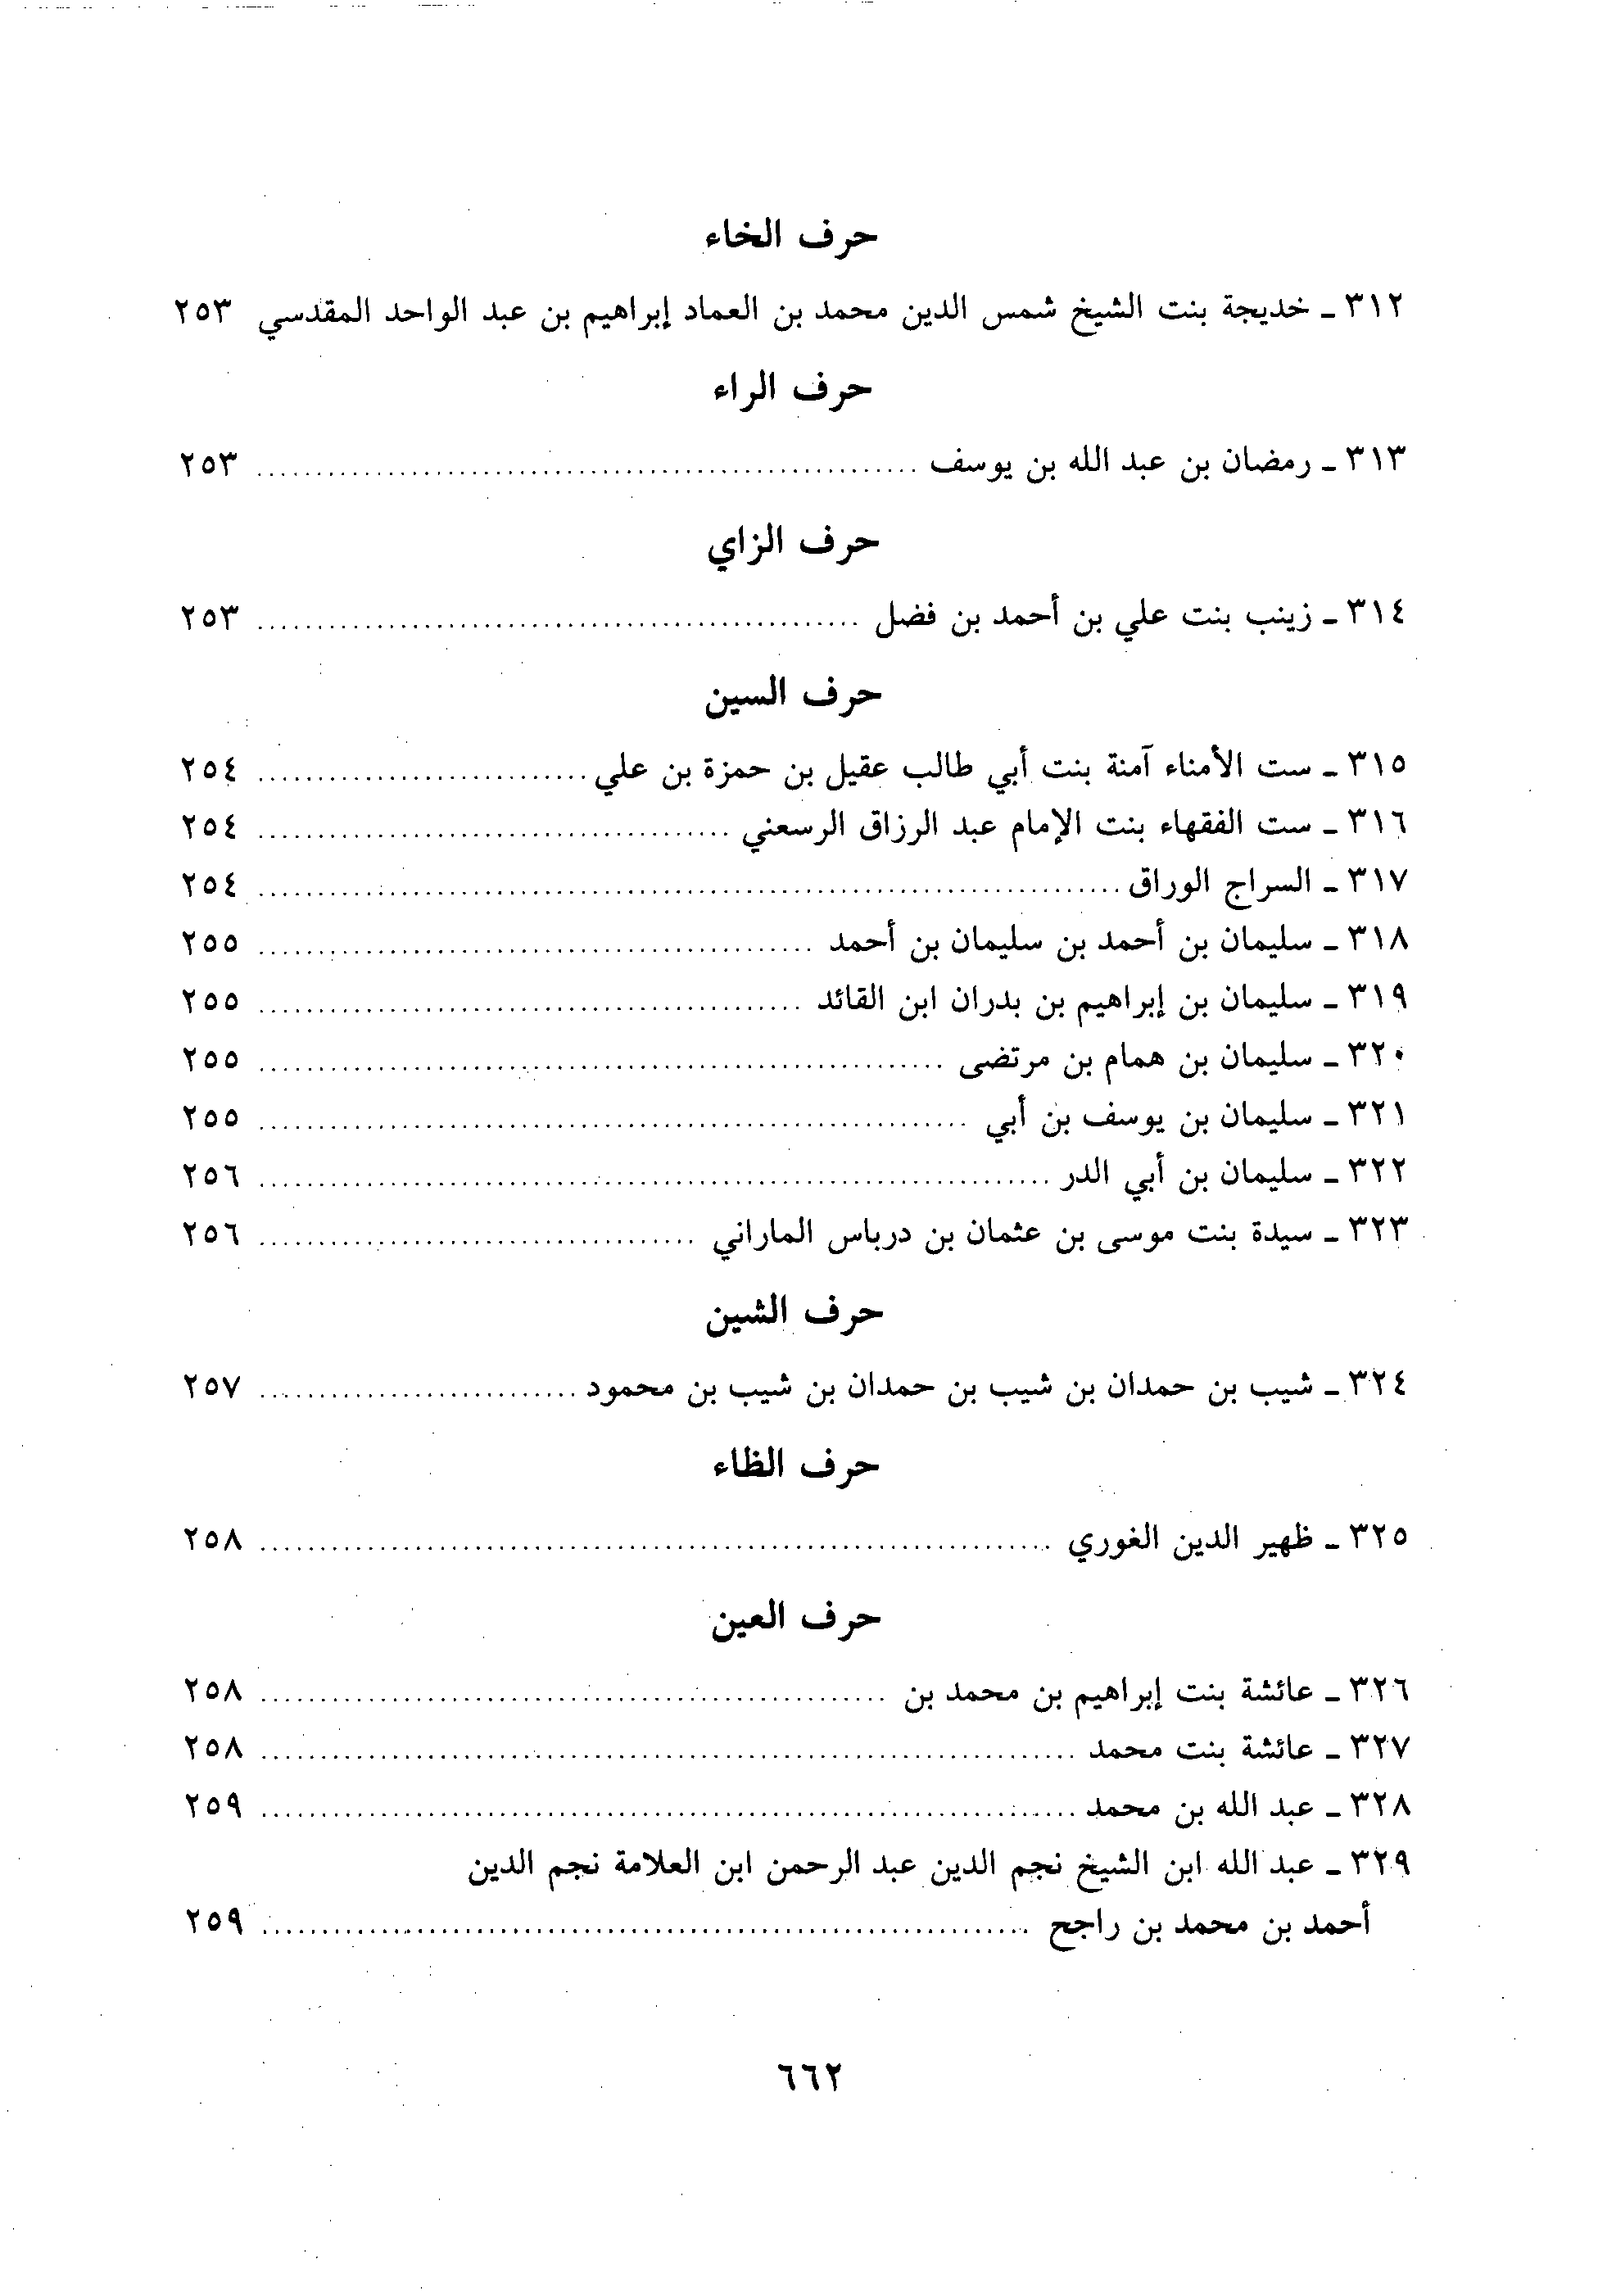 حرف الخاء
٣١٢ ـ خديجة بنت الشيخ شمس الدين محمد بن العماد إبراهيم بن عبد الواحد المقدسي ٢٥٣
حرف الراء
٣١٣ ـ رمضان بن عبد الله بن يوسف ........ ٢٥٣
حرف الزاي
٣١٤ ـ زينب بنت علي بن أحمد بن فضل ........ ٢٥٣
حرف السين
٣١٥ ـ ست الأمناء آمنة بنت أبي طالب عقيل بن حمزة بن علي ........ ٢٥٤
٣١٦ ـ ست الفقهاء بنت الإمام عبد الرزاق الرسعني ........ ٢٥٤
٣١٧ ـ السراج الوراق ........ ٢٥٤
٣١٨ ـ سليمان بن أحمد بن سليمان بن أحمد ........ ٢٥٥
٣١٩ ـ سليمان بن إبراهيم بن بدران ابن القائد ........ ٢٥٥
٣٢٠ ـ سليمان بن همام بن مرتضى ........ ٢٥٥
٣٢١ ـ سليمان بن يوسف بن أبي ........ ٢٥٥
٣٢٢ ـ سليمان بن أبي الدر ........ ٢٥٦
٣٢٣ ـ سيدة بنت موسى بن عثمان بن درباس الماراني ........ ٢٥٦
حرف الشين
٣٢٤ ـ شيب بن حمدان بن شيب بن حمدان بن شيب بن محمود ........ ٢٥٧
حرف الظاء
٣٢٥ ـ ظهير الدين الغوري ........ ٢٥٨
حرف العين
٣٢٦ ـ عائشة بنت إبراهيم بن محمد بن ........ ٢٥٨
٣٢٧ ـ عائشة بنت محمد ........ ٢٥٨
٣٢٨ ـ عبد الله بن محمد ........ ٢٥٩
٣٢٩ ـ عبد الله ابن الشيخ نجم الدين عبد الرحمن ابن العلامة نجم الدين
أحمد بن محمد بن راجح ........ ٢٥٩
٦٦٢